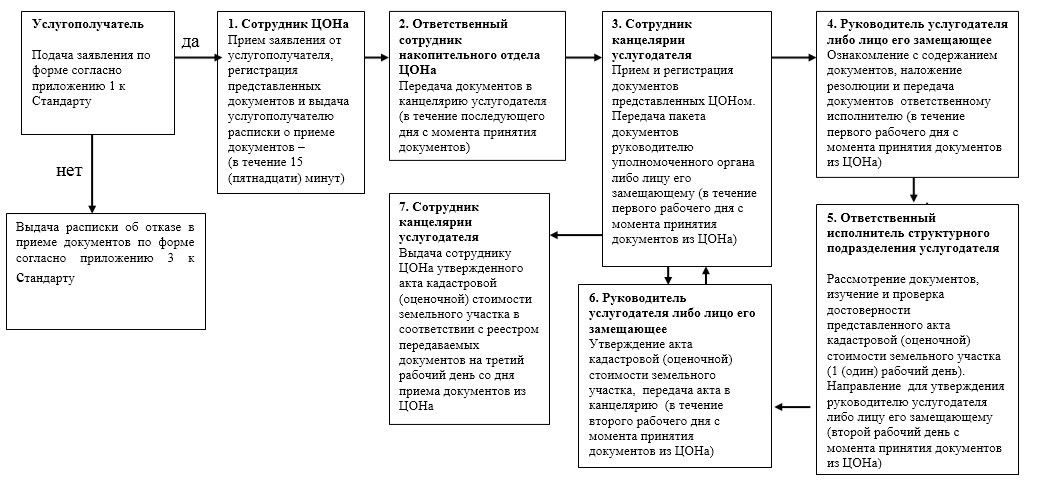 Услугополучатель
Подача заявления по
форме согласно
приложению 1 к
Стандарту
да
нет
Выдача расписки об отказе в
приеме документов по форме
согласно приложению 3 к
Стандарту
1. Сотрудник ЦОНа
Прием заявления от
услугополучателя,
регистрация
представленных
документов и выдача
услугополучателю
расписки о приеме
документов –
(в течение 15
(пятнадцати) минут)
2. Ответственный
сотрудник
накопительного отдела
ЦОНа
Передача документов в
канцелярию услугодателя
(в течение последующего
дня с момента принятия
документов)
3. Сотрудник
канцелярии
услугодателя
Прием и регистрация
документов
представленных ЦОНом.
Передача пакета
документов
руководителю
уполномоченного органа
либо лицу его
замещающему (в течение
первого рабочего дня с
момента принятия
документов из ЦОНа)
4. Руководитель услугодателя
либо лицо его замещающее
Ознакомление с содержанием
документов, наложение
резолюции и передача
документов ответственному
исполнителю (в течение
первого рабочего дня с
момента принятия документов
из ЦОНа)
5. Ответственный
исполнитель структурного
подразделения услугодателя
Рассмотрение документов,
изучение и проверка
достоверности
представленного акта
кадастровой (оценочной)
стоимости земельного участка
(1 (один) рабочий день).
Направление для утверждения
руководителю услугодателя
либо лицу его замещающему
(второй рабочий день с
момента принятия документов
из ЦОНа)
6. Руководитель
услугодателя либо лицо его
замещающее
Утверждение акта
кадастровой (оценочной)
стоимости земельного
участка, передача акта в
канцелярию (в течение
второго рабочего дня с
момента принятия
документов из ЦОНа)
7. Сотрудник
канцелярии
услугодателя
Выдача сотруднику
ЦОНа утвержденного
акта кадастровой
(оценочной) стоимости
земельного участка в
соответствии с реестром
передаваемых
документов на третий
рабочий день со дня
приема документов из
ЦОНа